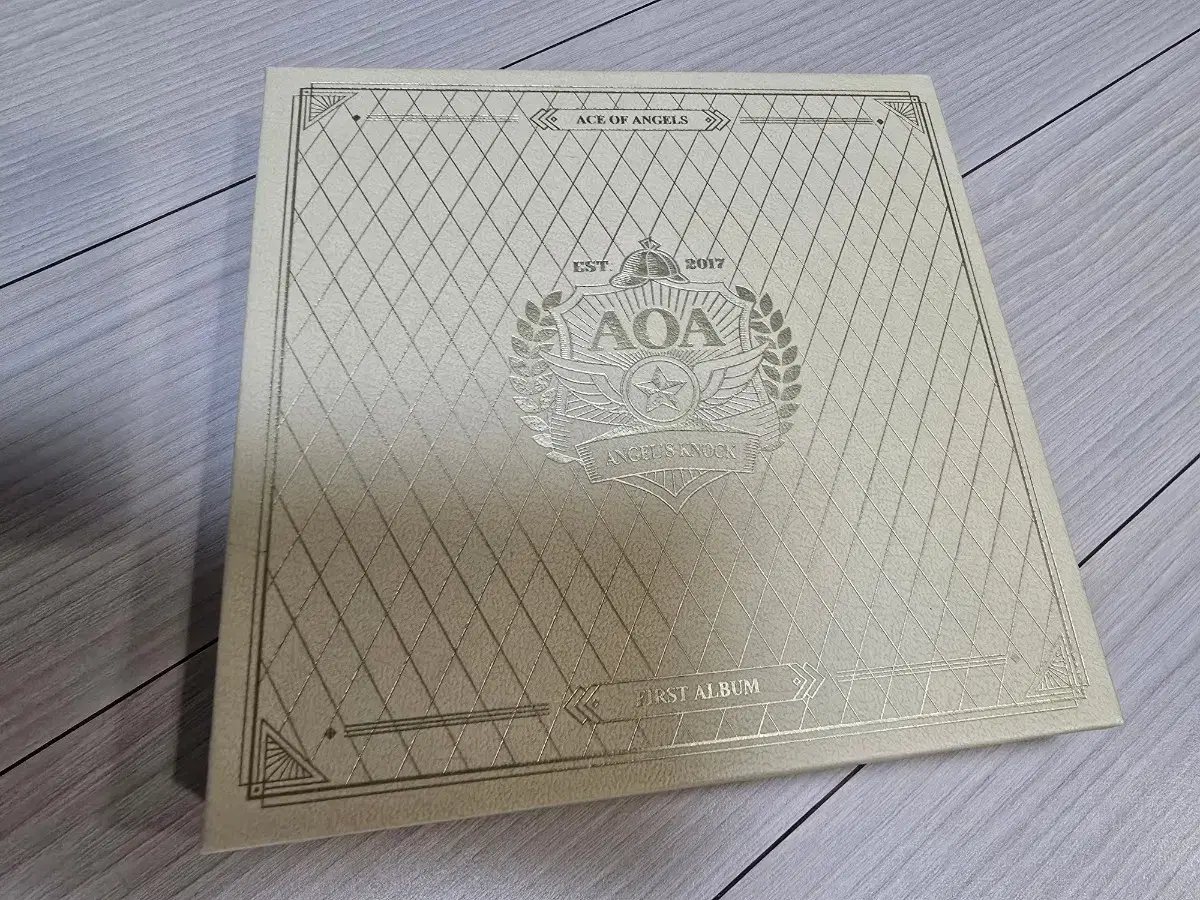 ACE OF ANGELS
EST. 2017
AOA
ANGEL'S KNOCK
FIRST ALBUM